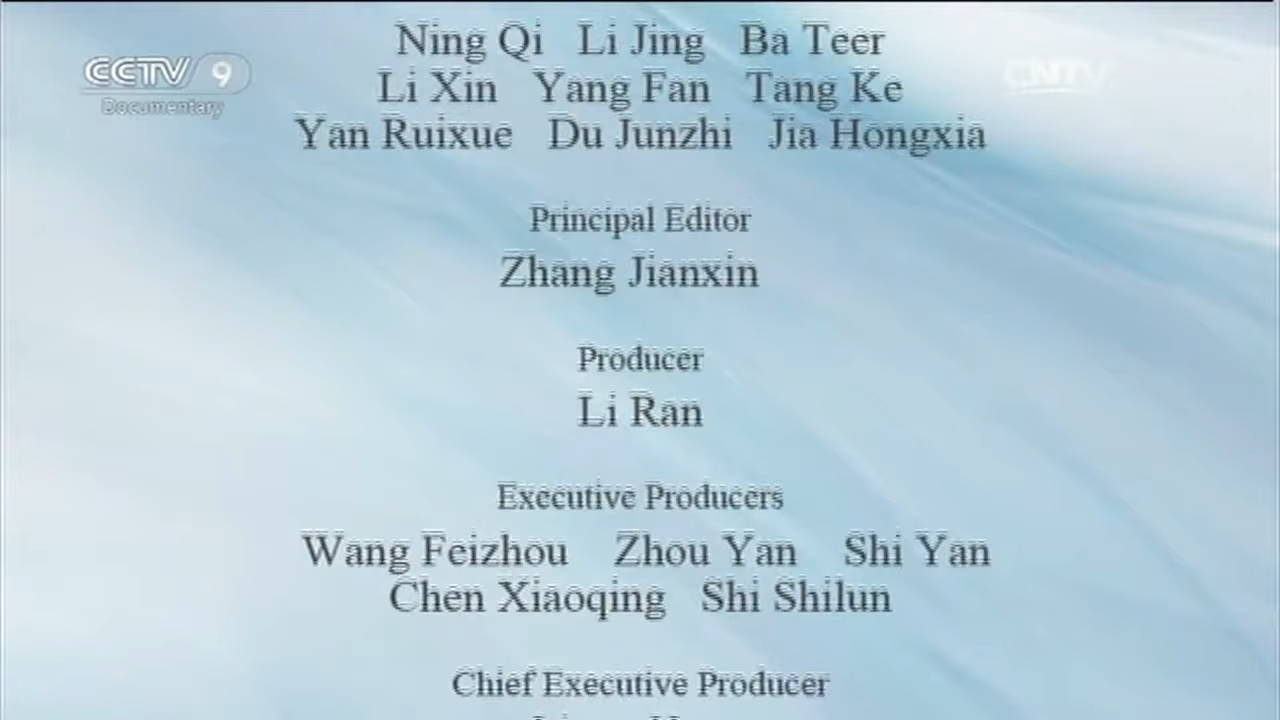 Ning Qi Li Jing Ba Teer
CCTV 9
Documentary
CNTV
Li Xin Yang Fan Tang Ke
Yan Ruixue Du Junzhi Jia Hongxia
Principal Editor
Zhang Jianxin
Producer
Li Ran
Executive Producers
Wang Feizhou Zhou Yan Shi Yan
Chen Xiaoqing Shi Shilun
Chief Executive Producer